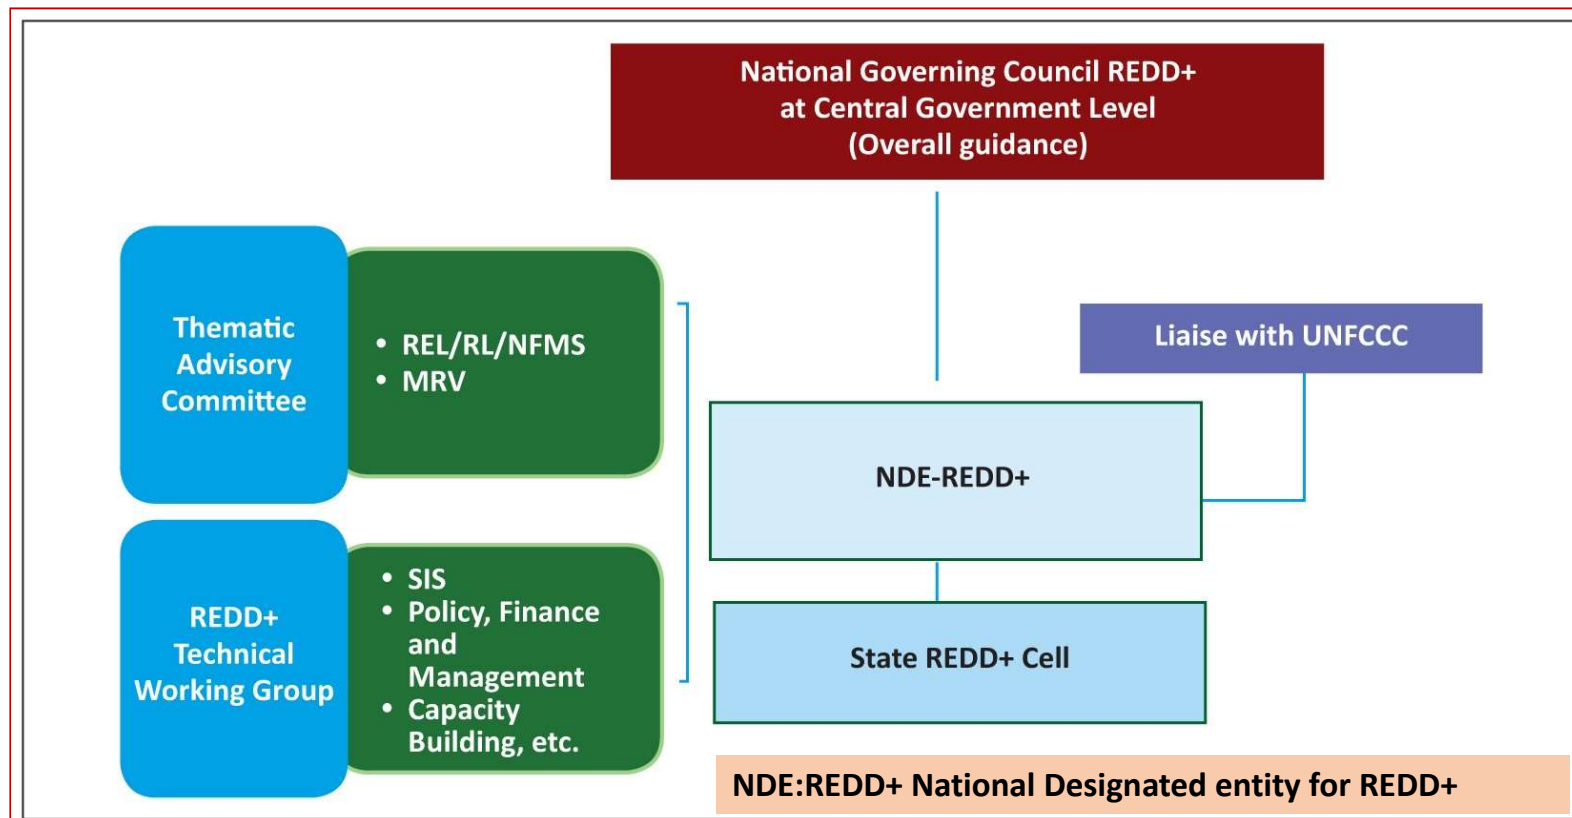 National Governing Council REDD+
at Central Government Level
(Overall guidance)
Thematic
Advisory
Committee
• REL/RL/NFMS
• MRV
Liaise with UNFCCC
NDE-REDD+
REDD+
Technical
Working Group
• SIS
• Policy, Finance
and
Management
• Capacity
Building, etc.
State REDD+ Cell
NDE:REDD+ National Designated entity for REDD+